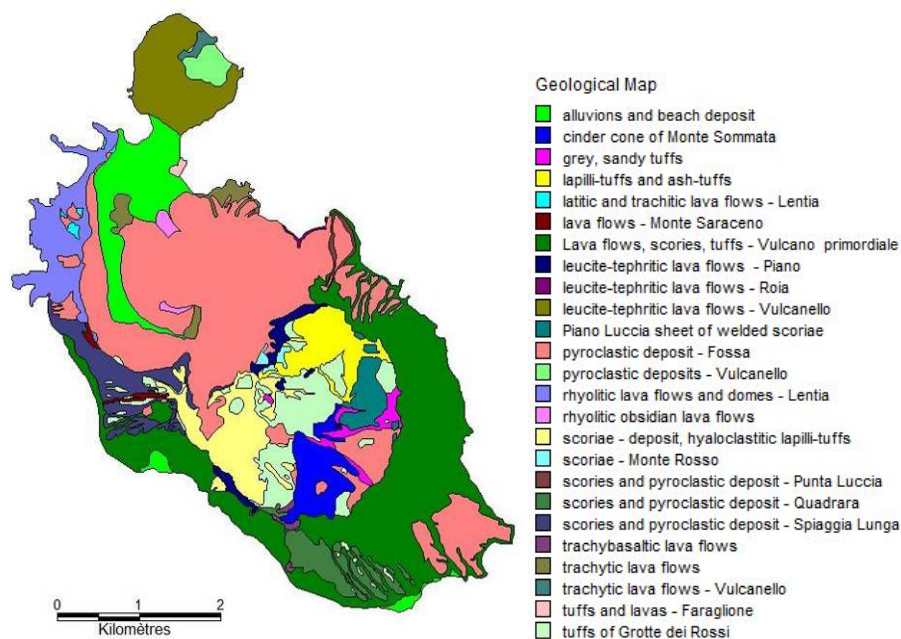 Geological Map
alluvions and beach deposit
cinder cone of Monte Sommata
grey, sandy tuffs
lapilli-tuffs and ash-tuffs
latitic and trachitic lava flows - Lentia
lava flows - Monte Saraceno
Lava flows, scories, tuffs - Vulcano primordiale
leucite-tephritic lava flows - Piano
leucite-tephritic lava flows - Roia
leucite-tephritic lava flows - Vulcanello
Piano Luccia sheet of welded scoriae
pyroclastic deposit - Fossa
pyroclastic deposits - Vulcanello
rhyolitic lava flows and domes - Lentia
rhyolitic obsidian lava flows
scoriae - deposit, hyaloclastitic lapilli-tuffs
scoriae - Monte Rosso
scories and pyroclastic deposit - Punta Luccia
scories and pyroclastic deposit - Quadrara
scories and pyroclastic deposit - Spiaggia Lunga
trachybasaltic lava flows
trachytic lava flows
trachytic lava flows - Vulcanello
tuffs and lavas - Faraglione
tuffs of Grotte dei Rossi
0 1 2
Kilomètres